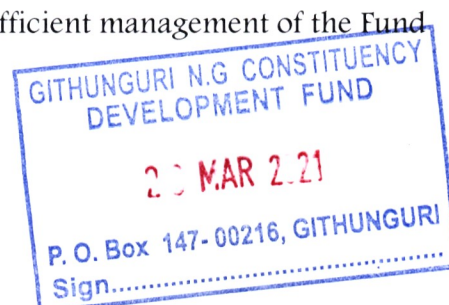 fficient management of the Fund
GITHUNGURI N.G CONSTITUENCY
DEVELOPMENT FUND
MAR
P. O. Box 147-00216, GITHUNGURI
Sign..........................................